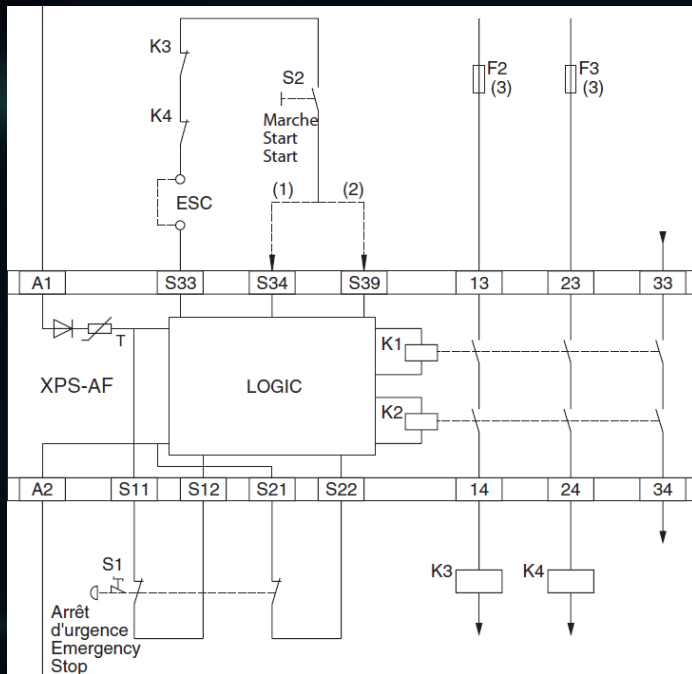 K3
K4
ESC
S2
Marche
Start
Start
(1) (2)
F2
(3)
F3
(3)
A1 S33 S34 S39 13 23 33
T
XPS-AF
LOGIC
K1
K2
A2 S11 S12 S21 S22 14 24 34
S1
Arrêt
d'urgence
Emergency
Stop
K3 K4